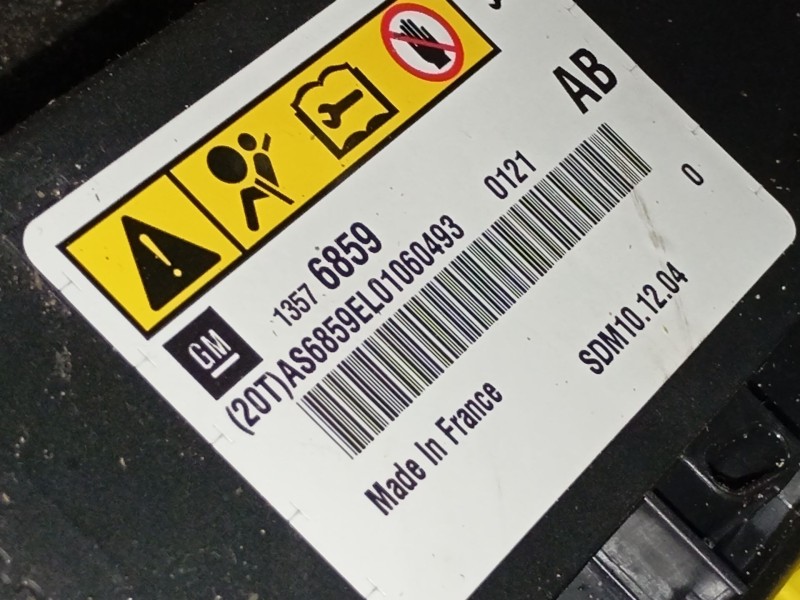 AB
GM
1357 6859
0121
0
(20T)AS6859EL01060493
Made In France
SDM10.12.04